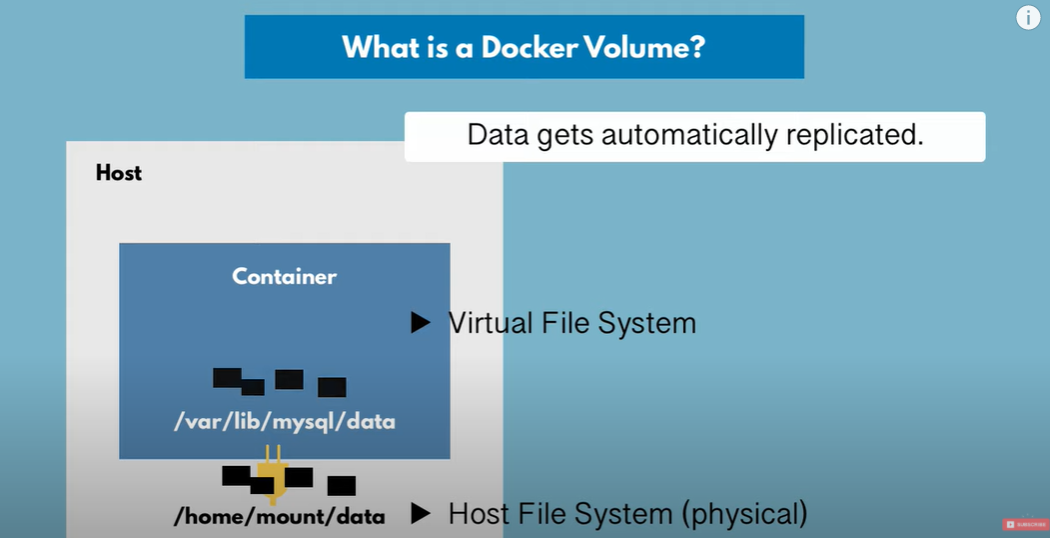 What is a Docker Volume?
Data gets automatically replicated.
Host
Container
▶ Virtual File System
/var/lib/mysql/data
/home/mount/data
▶ Host File System (physical)
SUBSCRIBE
i